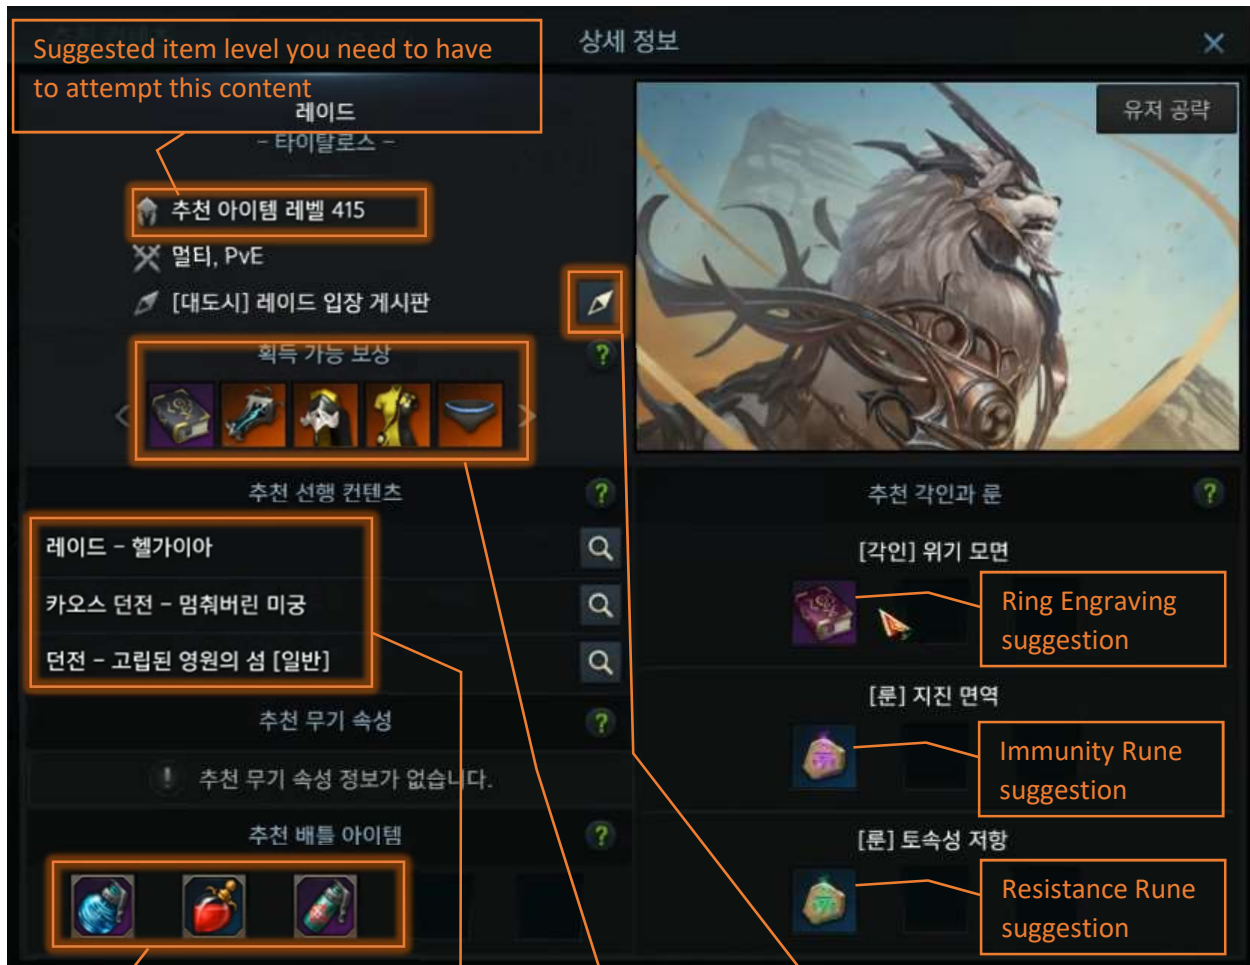 상세 정보
Suggested item level you need to have
to attempt this content
레이드
- 타이탈로스 -
추천 아이템 레벨 415
멀티, PvE
[대도시] 레이드 입장 게시판
획득 가능 보상
?
유저 공략
추천 선행 컨텐츠
?
레이드 - 헬가이아
카오스 던전 - 멈춰버린 미궁
던전 - 고립된 영원의 섬 [일반]
추천 무기 속성
?
! 추천 무기 속성 정보가 없습니다.
추천 배틀 아이템
?
추천 각인과 룬
?
[각인] 위기 모면
Ring Engraving
suggestion
[룬] 지진 면역
Immunity Rune
suggestion
[룬] 토속성 저항
Resistance Rune
suggestion